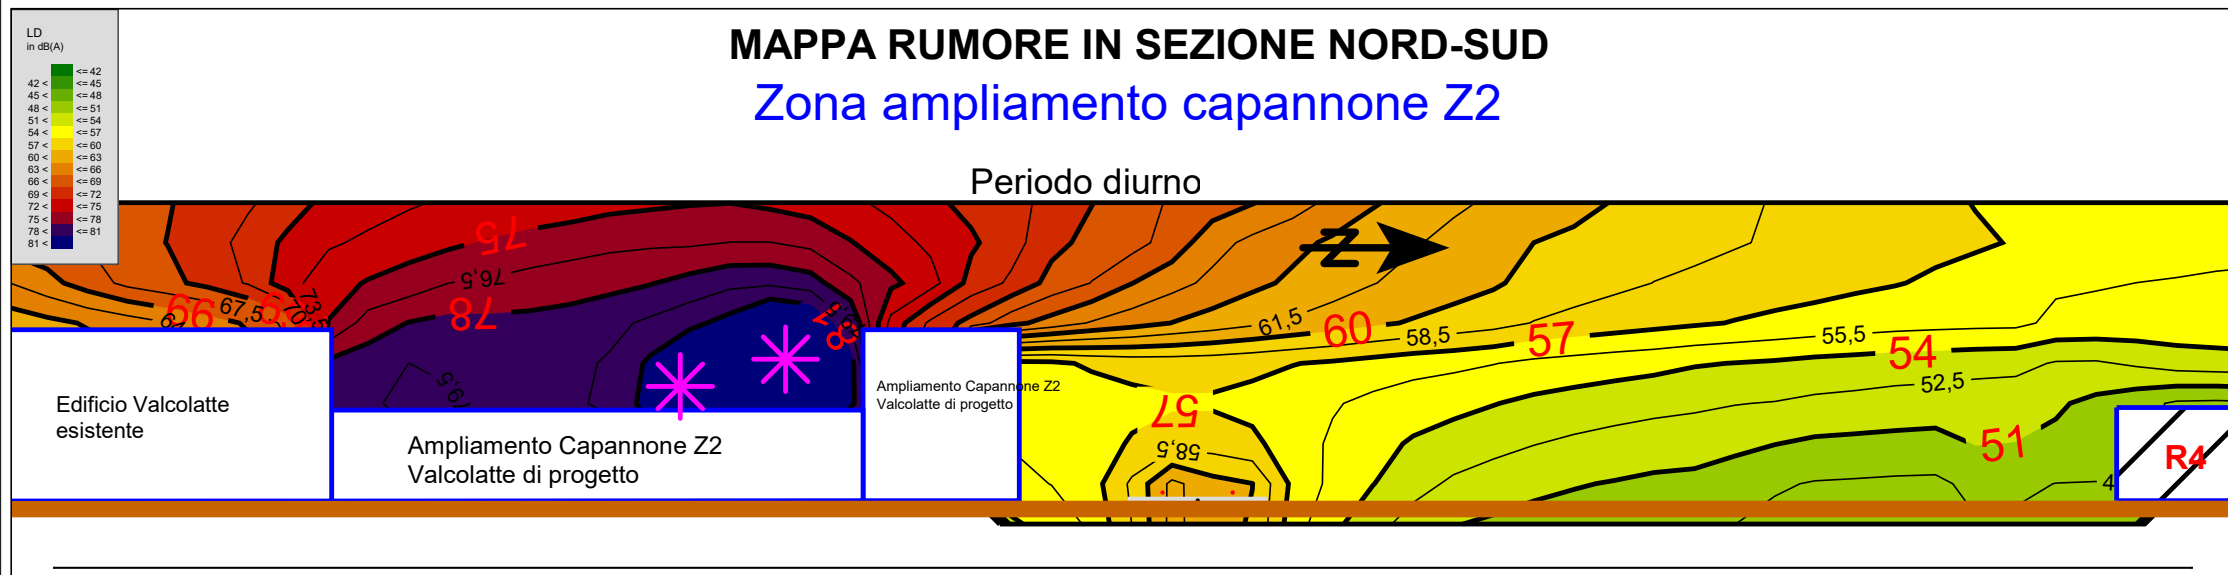 LD
in dB(A)
<= 42
42 < <= 45
45 < <= 48
48 < <= 51
51 < <= 54
54 < <= 57
57 < <= 60
60 < <= 63
63 < <= 66
66 < <= 69
69 < <= 72
72 < <= 75
75 < <= 78
78 < <= 81
81 <
MAPPA RUMORE IN SEZIONE NORD-SUD
Zona ampliamento capannone Z2
Periodo diurno
75
76,5
78
66
67,5
73,5
N
61,5
60
58,5
57
55,5
54
52,5
51
57
58,5
Edificio Valcolatte
esistente
Ampliamento Capannone Z2
Valcolatte di progetto
Ampliamento Capannone Z2
Valcolatte di progetto
R4